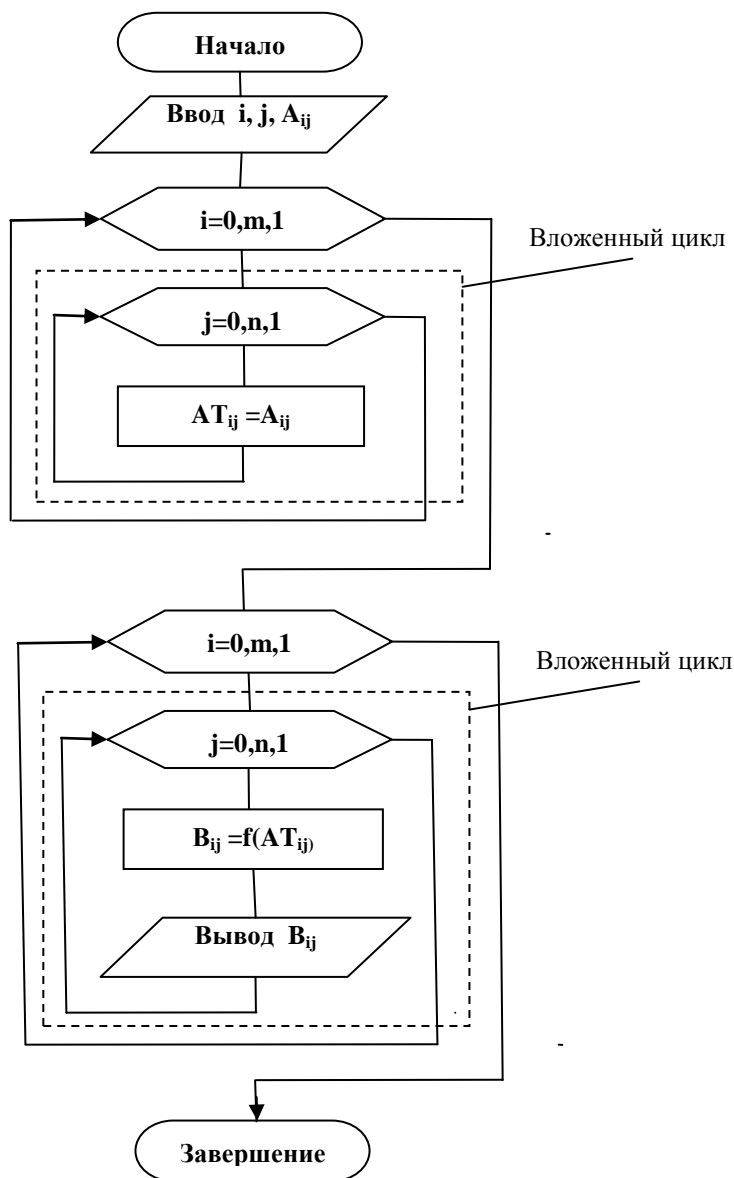 Начало
Ввод i, j, Aij
i=0,m,1
Вложенный цикл
j=0,n,1
ATij =Aij
i=0,m,1
Вложенный цикл
j=0,n,1
Bij =f(ATij)
Вывод Bij
Завершение